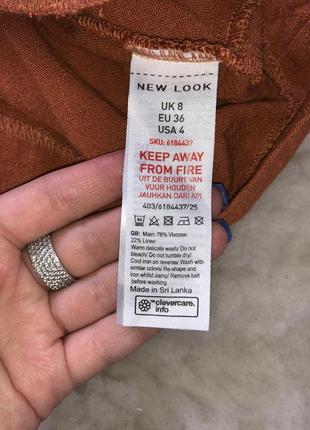 NEW LOOK
UK 8
EU 36
USA 4
SKU: 6184439
KEEP AWAY
FROM FIRE
UIT DE BUURT VAN
VUUR HOUDEN
JAUHKAN DARI API
403/6184437/25
GB: Main: 78% Viscose
22% Linen
Warm delicate wash/ Do not
bleach/ Do not tumble dry/
Cool iron on reverse/ Wash with
similar colors/ Re-shape and
iron whilst damp/ Remove belt
before washing
Made in Sri Lanka
clevercare.
info